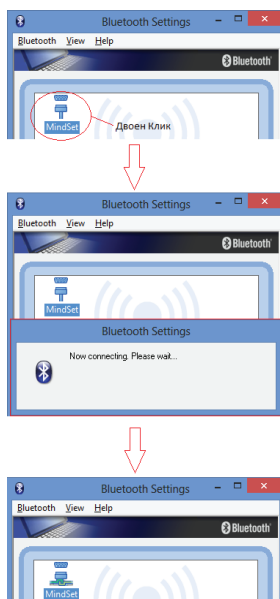 Bluetooth Settings
Bluetooth View Help
Bluetooth
MindSet
Двоен Клик
Bluetooth Settings
Bluetooth View Help
Bluetooth
MindSet
Bluetooth Settings
Now connecting. Please wait...
Bluetooth Settings
Bluetooth View Help
Bluetooth
MindSet